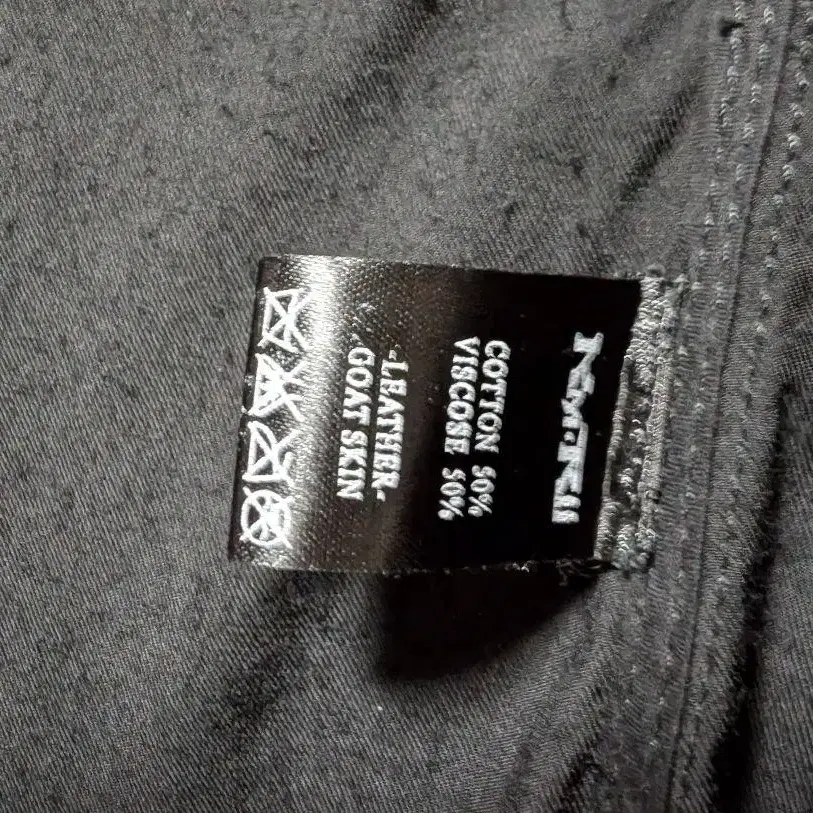 COTTON 50%
VISCOSE 50%
-LEATHER-
GOAT SKIN